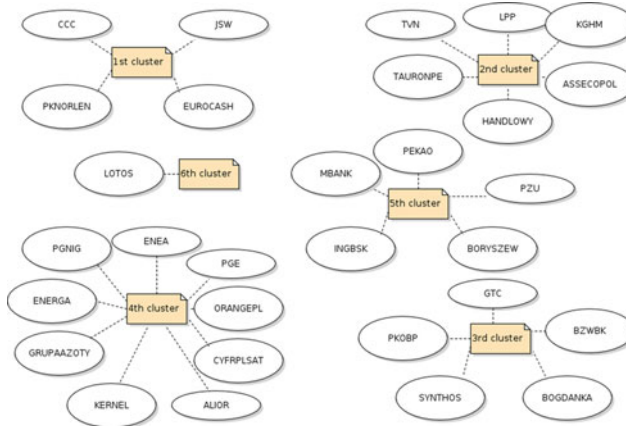 CCC
JSW
1st cluster
PKNORLEN
EUROCASH
TVN
LPP
KGHM
2nd cluster
TAURONPE
ASSECOPOL
HANDLOWY
LOTOS
6th cluster
PEKAO
MBANK
PZU
5th cluster
INGBSK
BORYSZEW
ENEA
PGNIG
PGE
ENERGA
4th cluster
ORANGEPL
GRUPAAZOTY
CYFRPLSAT
KERNEL
ALIOR
GTC
PKOBP
3rd cluster
BZWBK
SYNTHOS
BOGDANKA